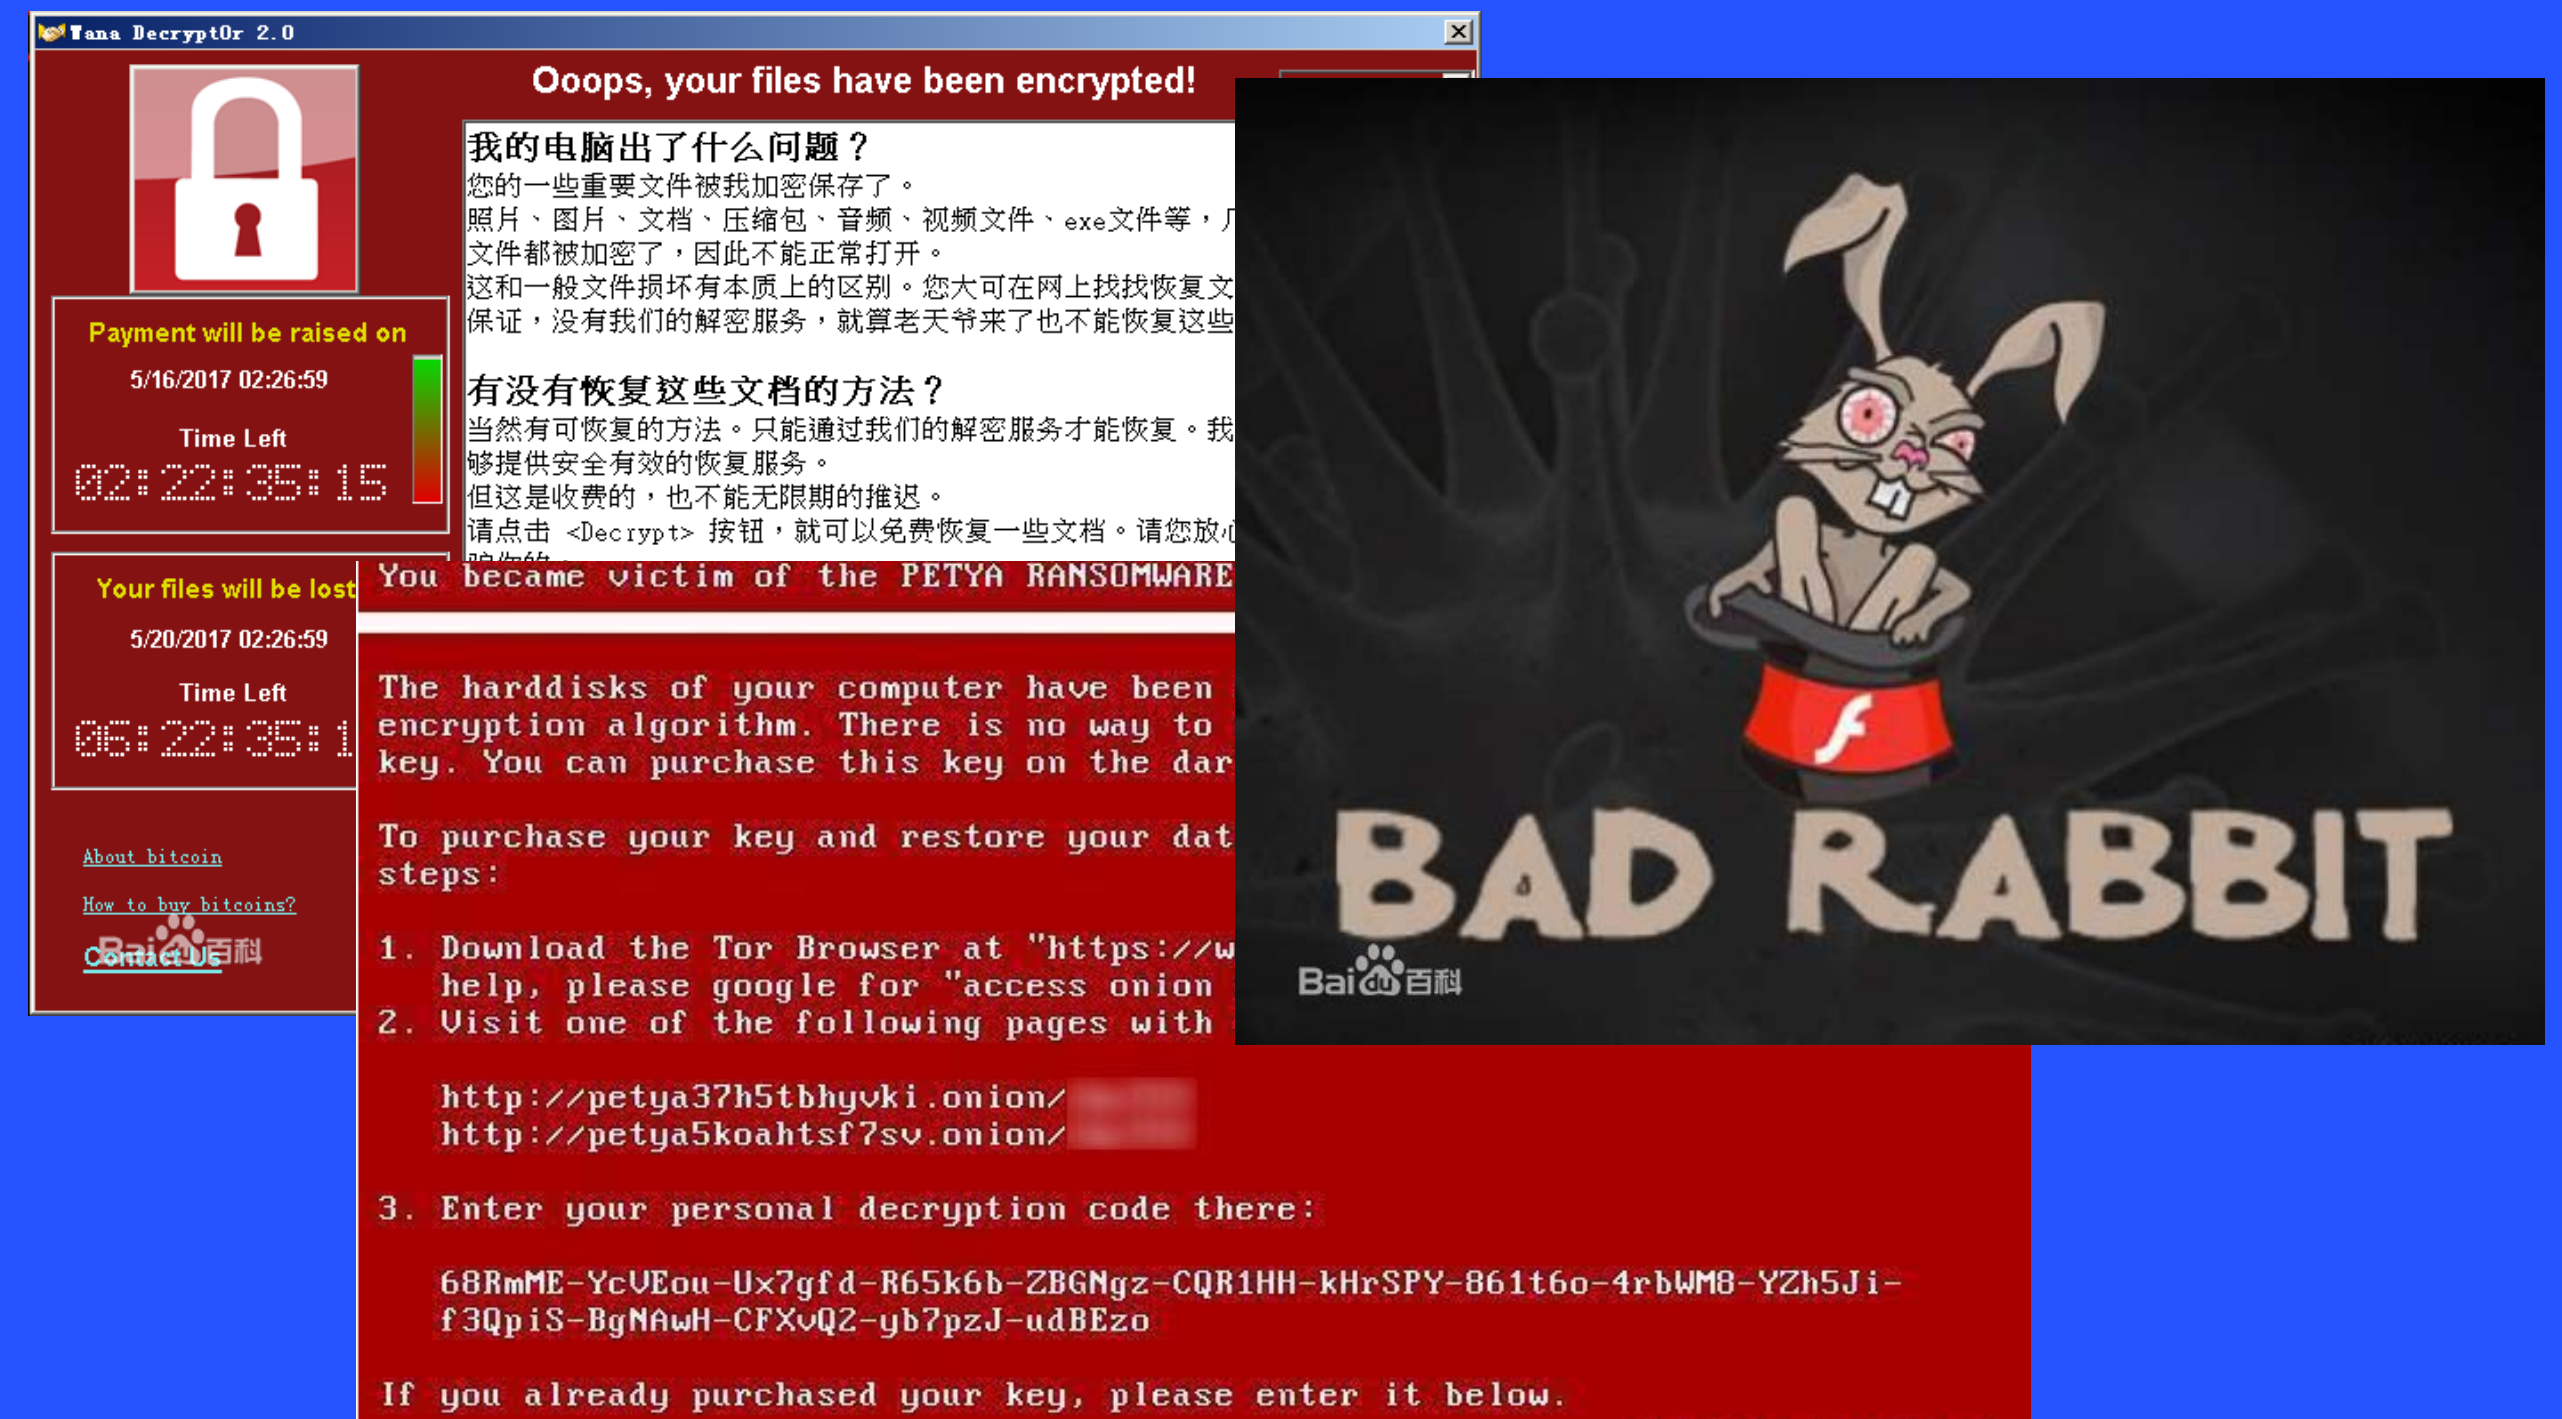 Wana Decrypt0r 2.0
Ooops, your files have been encrypted!
我的电脑出了什么问题？
您的一些重要文件被我加密保存了。
照片、图片、文档、压缩包、音频、视频文件、exe文件等，几
文件都被加密了，因此不能正常打开。
这和一般文件损坏有本质上的区别。您大可在网上找找恢复文
保证，没有我们的解密服务，就算老天爷来了也不能恢复这些
有没有恢复这些文档的方法？
当然有可恢复的方法。只能通过我们的解密服务才能恢复。我
够提供安全有效的恢复服务。
但这是收费的，也不能无限期的推迟。
请点击 <Decrypt> 按钮，就可以免费恢复一些文档。请您放心
Payment will be raised on
5/16/2017 02:26:59
Time Left
02:22:35:15
Your files will be lost
5/20/2017 02:26:59
Time Left
06:22:35:1
About bitcoin
How to buy bitcoins?
Contact Us
Baidu百科
You became victim of the PETYA RANSOMWARE
The harddisks of your computer have been
encryption algorithm. There is no way to
key. You can purchase this key on the dar
To purchase your key and restore your dat
steps:
1. Download the Tor Browser at "https://w
help, please google for "access onion
2. Visit one of the following pages with
http://petya37h5tbhyvki.onion/
http://petya5koahtsf7sv.onion/
3. Enter your personal decryption code there:
68RmME-YcVEou-Ux7gfd-R65k6b-ZBGNgz-CQR1HH-kHrSPY-861t6o-4rbWM8-YZh5Ji-
f3QpiS-BgNAwH-CFXvQ2-yb7pzJ-udBEzo
If you already purchased your key, please enter it below.
BAD RABBIT
Baidu百科